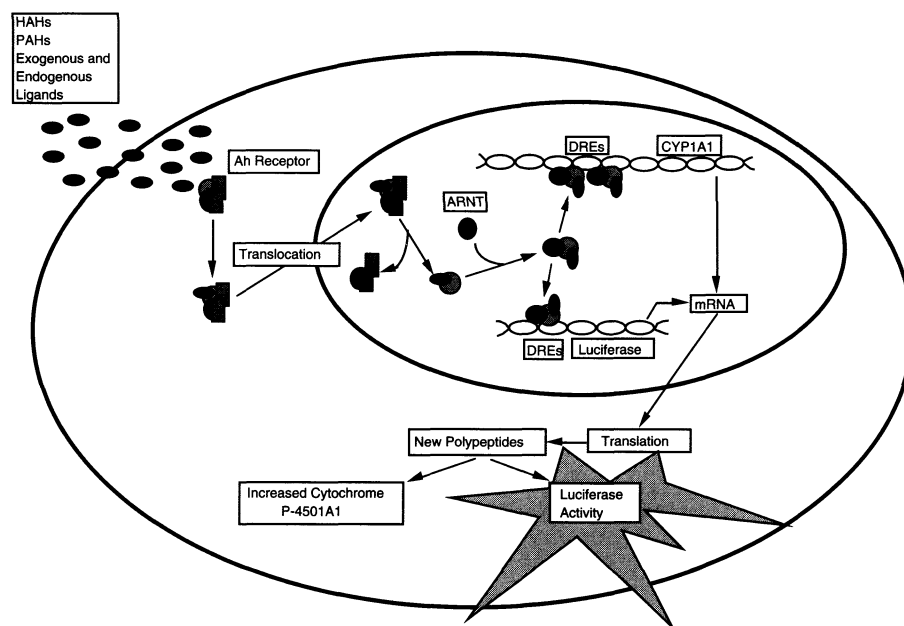 HAHs
PAHs
Exogenous and
Endogenous
Ligands
Ah Receptor
DREs
CYP1A1
ARNT
Translocation
mRNA
DREs
Luciferase
New Polypeptides
Translation
Increased Cytochrome
P-4501A1
Luciferase
Activity